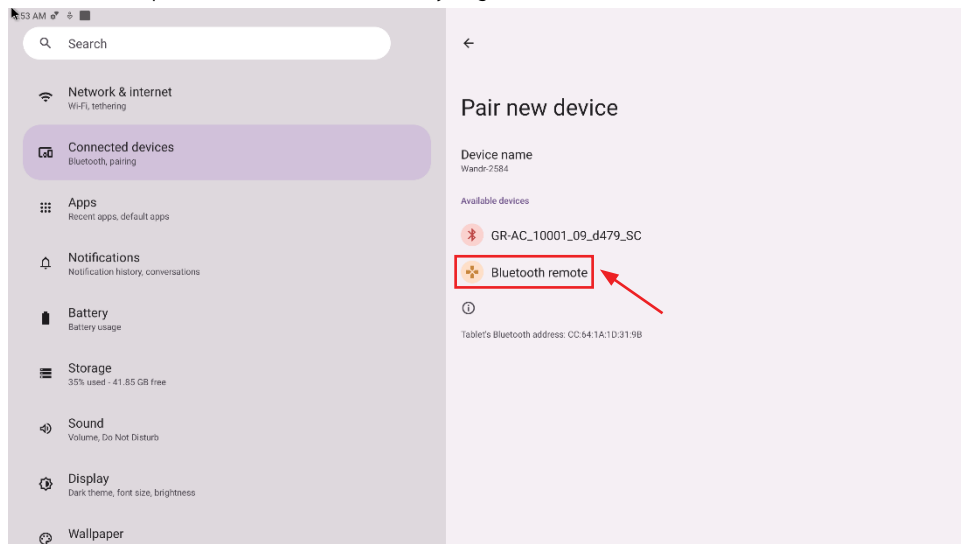 :53 AM
Search
Network & internet
Wi-Fi, tethering
Connected devices
Bluetooth, pairing
Apps
Recent apps, default apps
Notifications
Notification history, conversations
Battery
Battery usage
Storage
35% used - 41.85 GB free
Sound
Volume, Do Not Disturb
Display
Dark theme, font size, brightness
Wallpaper
Pair new device
Device name
Wandr-2584
Available devices
GR-AC_10001_09_d479_SC
Bluetooth remote
Tablet's Bluetooth address: CC:64:1A:1D:31:9B